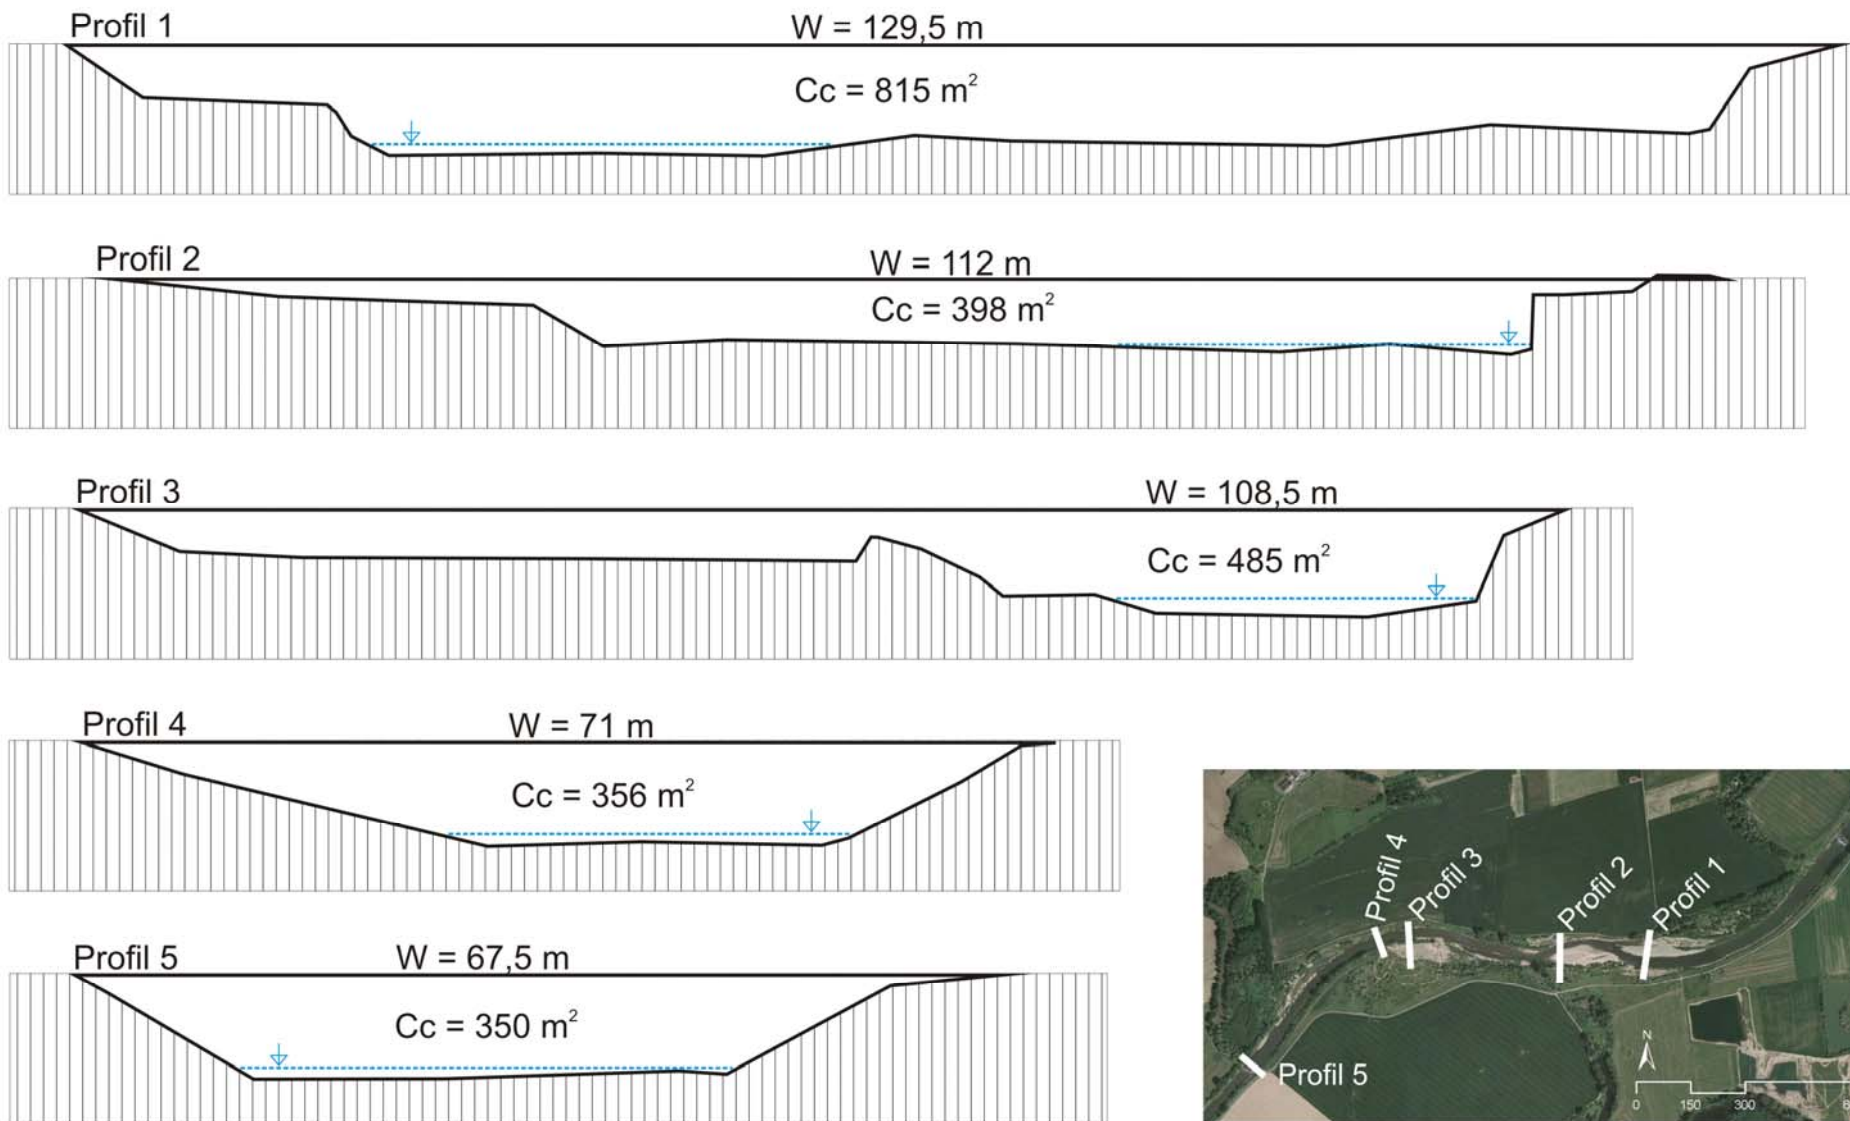 Profil 1
W = 129,5 m
Cc = 815 m²
Profil 2
W = 112 m
Cc = 398 m²
Profil 3
W = 108,5 m
Cc = 485 m²
Profil 4
W = 71 m
Cc = 356 m²
Profil 5
W = 67,5 m
Cc = 350 m²
Profil 4
Profil 3
Profil 2
Profil 1
Profil 5
N
0 150 300